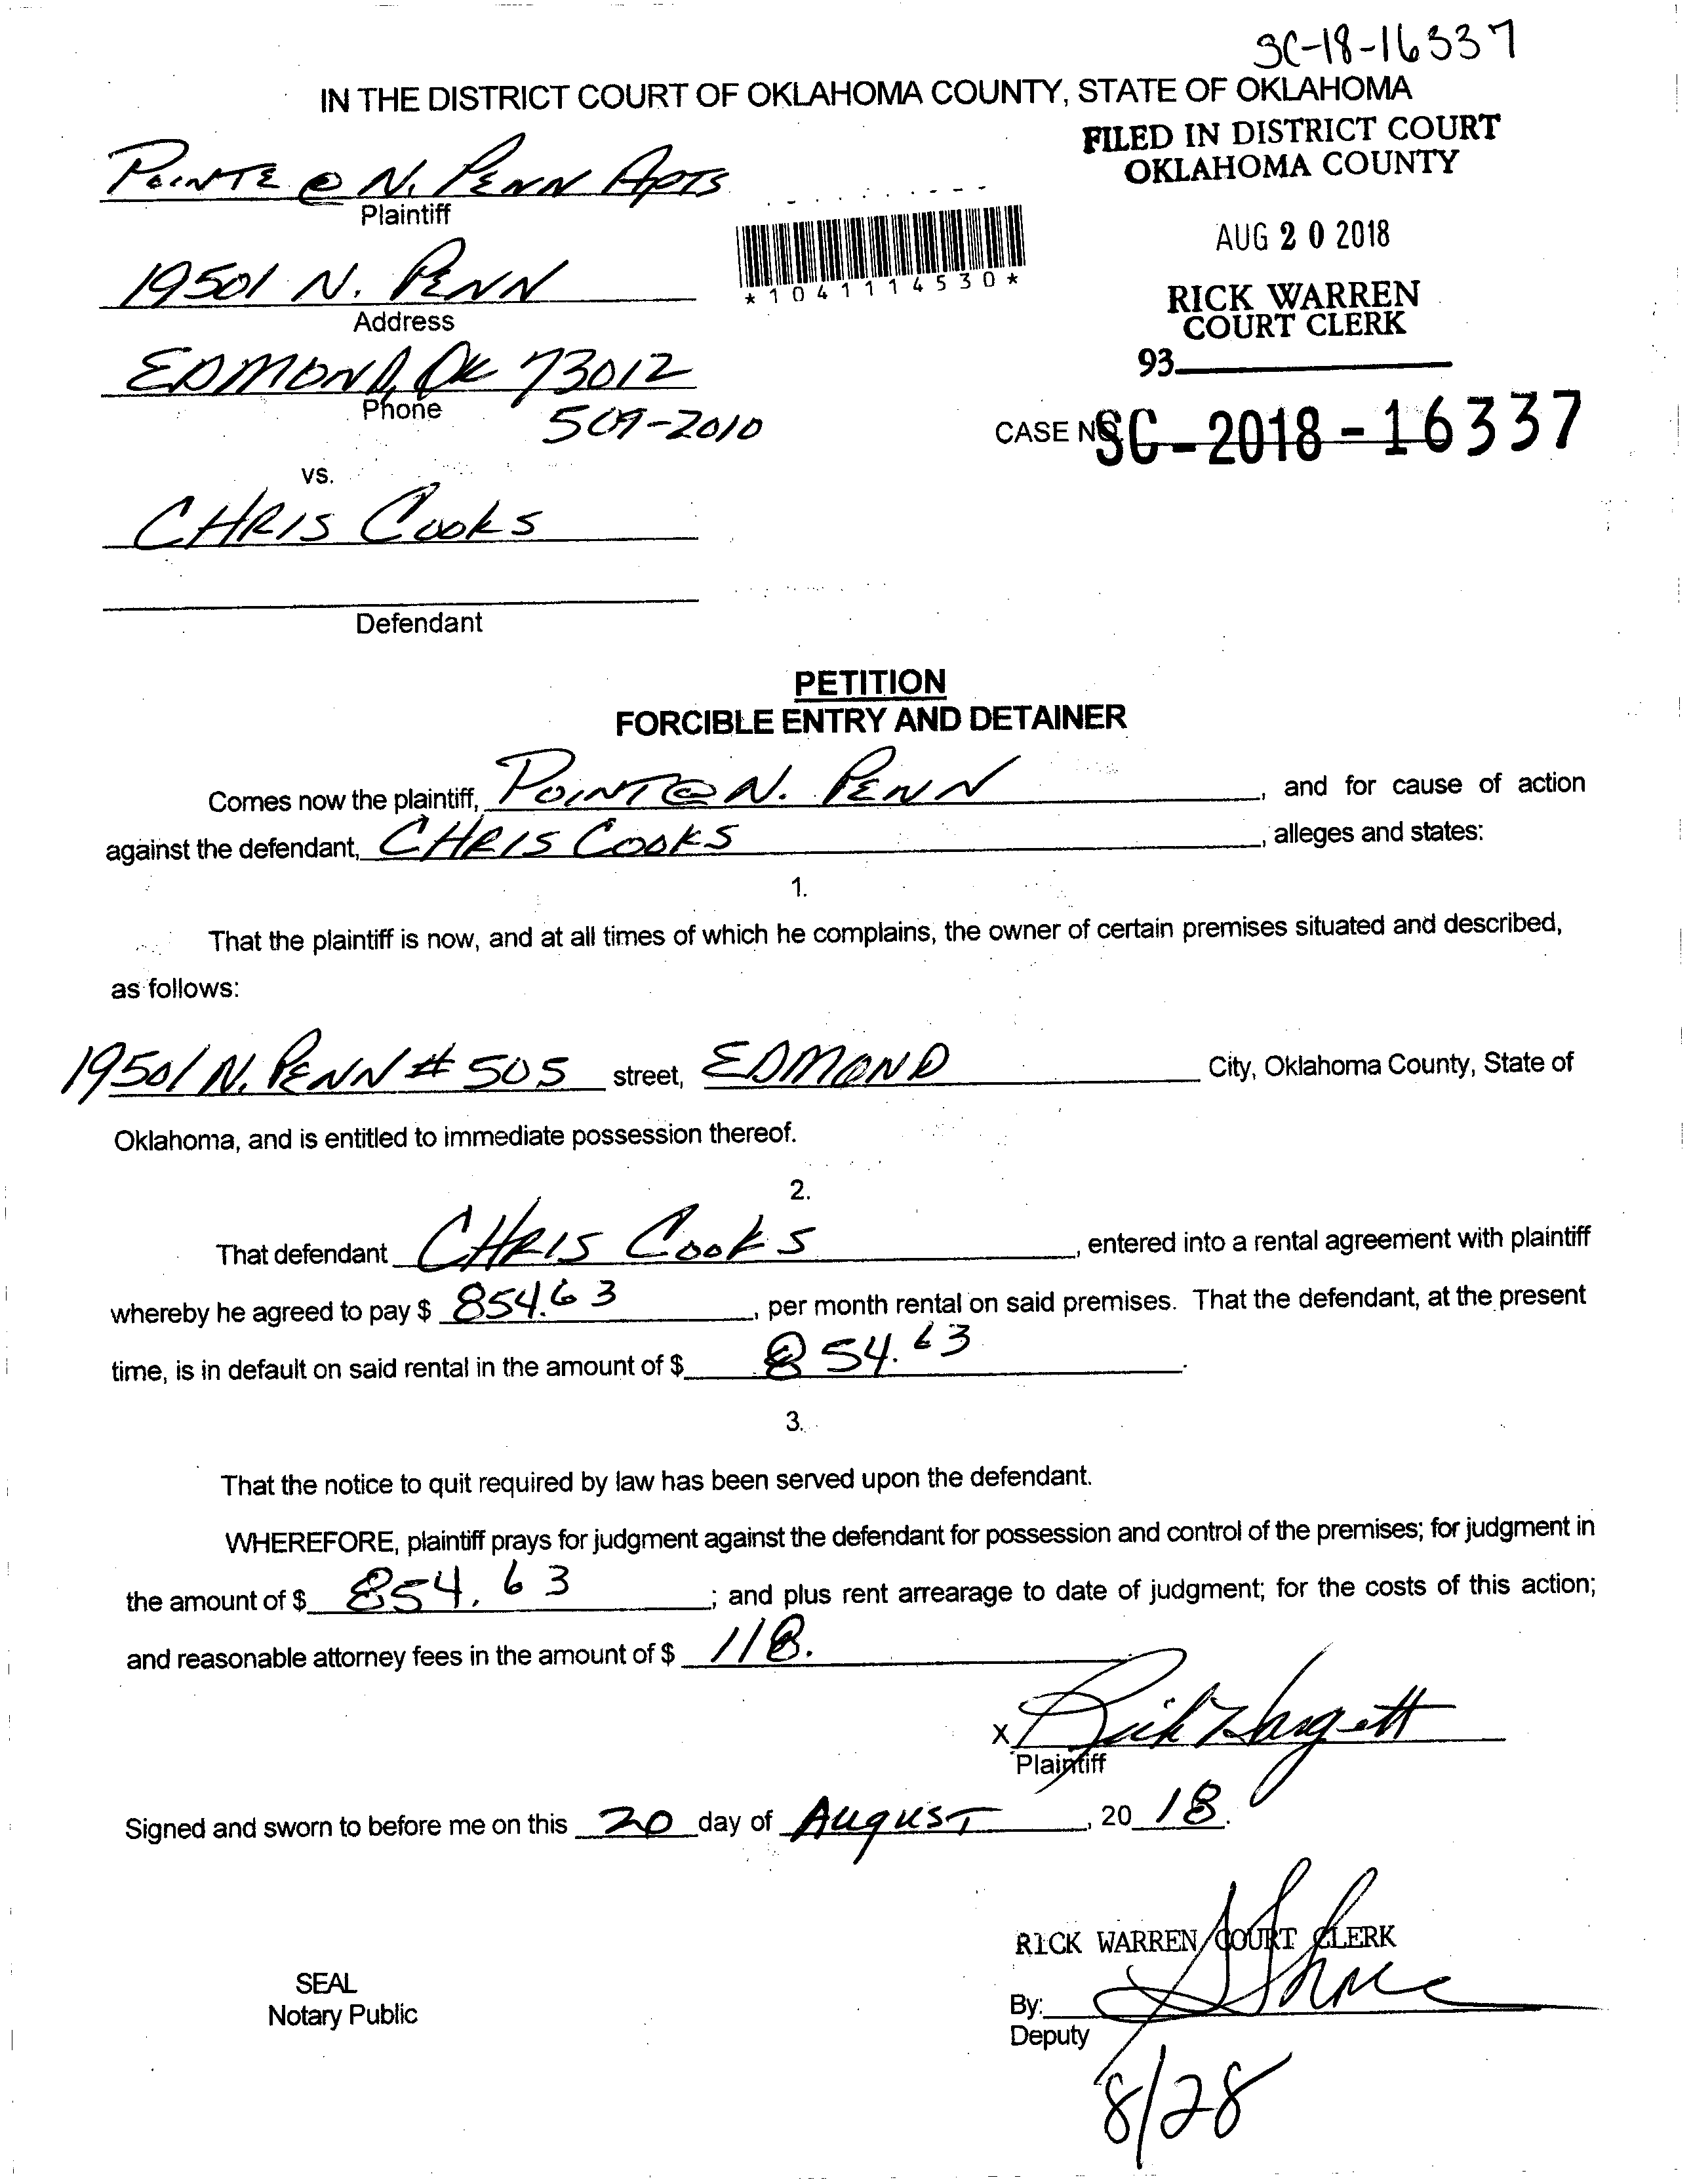 SC-18-16337
IN THE DISTRICT COURT OF OKLAHOMA COUNTY, STATE OF OKLAHOMA
FILED IN DISTRICT COURT
OKLAHOMA COUNTY
POINTE @ N. PENN APTS
Plaintiff
*1041114530*
AUG 20 2018
19501 N. PENN
Address
RICK WARREN
COURT CLERK
EDMOND, OK 73012
Phone
93
509-2010
CASE NO. SC-2018-16337
vs.
CHRIS COOKS
Defendant
PETITION
FORCIBLE ENTRY AND DETAINER
Comes now the plaintiff, POINT @ N. PENN, and for cause of action
against the defendant, CHRIS COOKS, alleges and states:
1.
That the plaintiff is now, and at all times of which he complains, the owner of certain premises situated and described,
as follows:
19501 N. PENN # 505 street, EDMOND City, Oklahoma County, State of
Oklahoma, and is entitled to immediate possession thereof.
2.
That defendant CHRIS COOKS, entered into a rental agreement with plaintiff
whereby he agreed to pay $ 854.63, per month rental on said premises. That the defendant, at the present
time, is in default on said rental in the amount of $ 854.63.
3.
That the notice to quit required by law has been served upon the defendant.
WHEREFORE, plaintiff prays for judgment against the defendant for possession and control of the premises; for judgment in
the amount of $ 854.63; and plus rent arrearage to date of judgment; for the costs of this action;
and reasonable attorney fees in the amount of $ 118.
X Rick Hargett
Plaintiff
Signed and sworn to before me on this 20 day of AUGUST, 20 18.
RICK WARREN COURT CLERK
SEAL
Notary Public
By:
Deputy
8/28